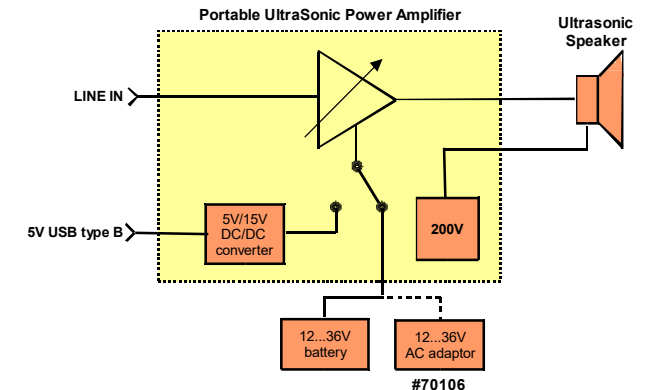 Portable UltraSonic Power Amplifier
Ultrasonic
Speaker
LINE IN
5V USB type B
5V/15V
DC/DC
converter
200V
12...36V
battery
12...36V
AC adaptor
#70106